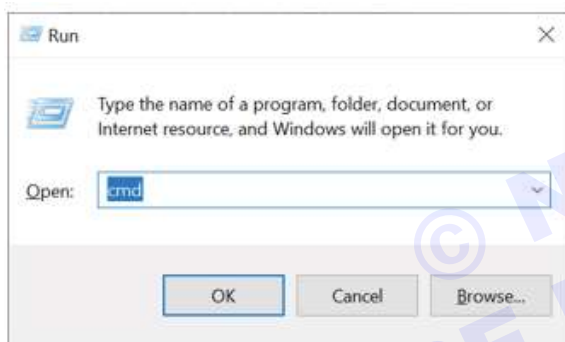 Run
Type the name of a program, folder, document, or
Internet resource, and Windows will open it for you.
Open: cmd
OK Cancel Browse...
©